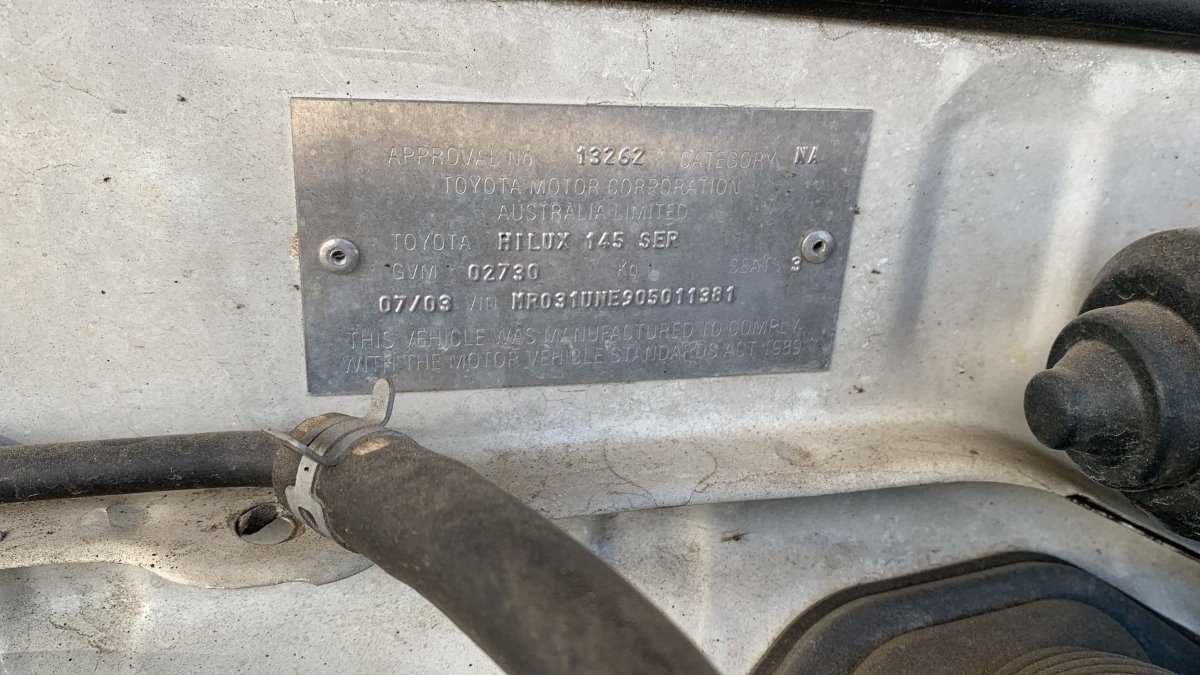 APPROVAL No 13262 CATEGORY NA
TOYOTA MOTOR CORPORATION
AUSTRALIA LIMITED
TOYOTA HILUX 145 SER
GVM 02730 Kg SEATS 3
07/03 VIN MR031UNE905011381
THIS VEHICLE WAS MANUFACTURED TO COMPLY
WITH THE MOTOR VEHICLE STANDARDS ACT 1989